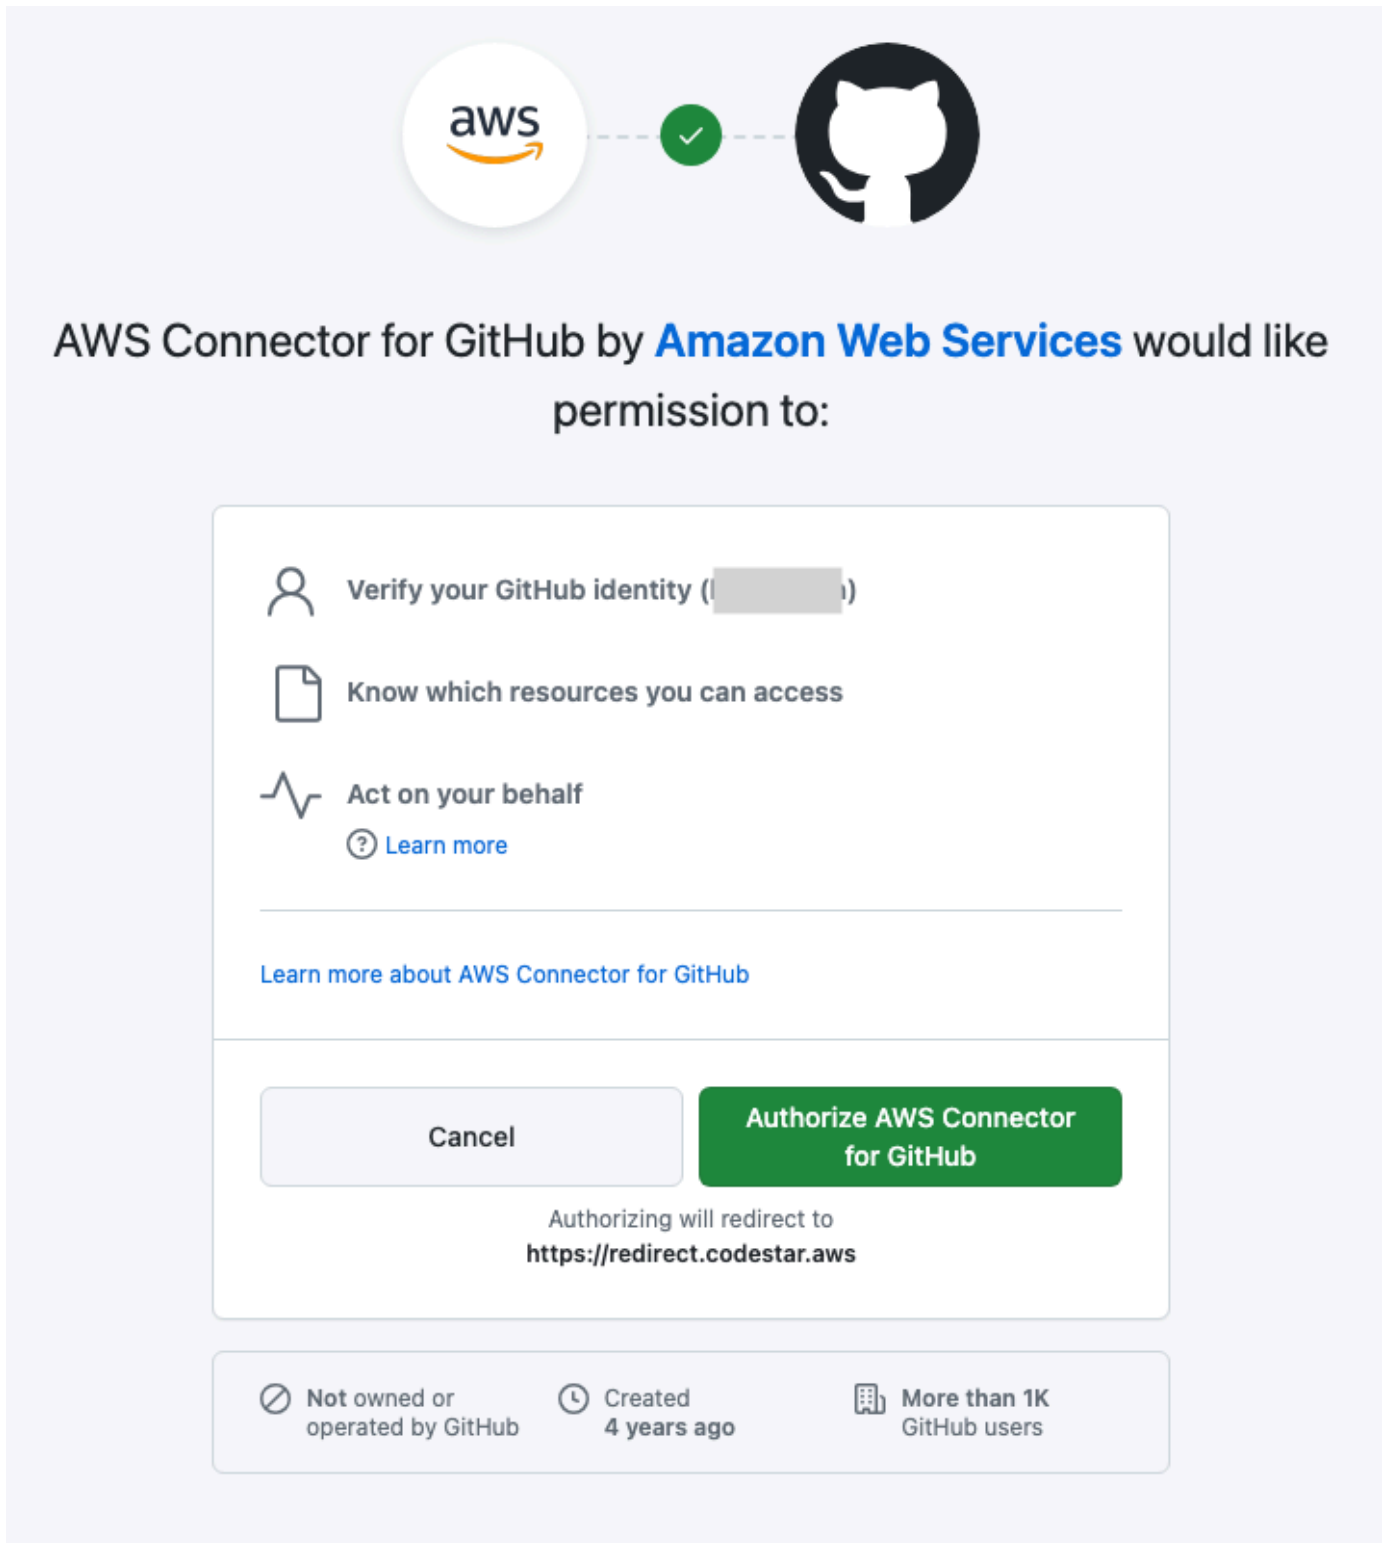 aws
AWS Connector for GitHub by Amazon Web Services would like
permission to:
Verify your GitHub identity (
Know which resources you can access
Act on your behalf
? Learn more
Learn more about AWS Connector for GitHub
Cancel
Authorize AWS Connector
for GitHub
Authorizing will redirect to
https://redirect.codestar.aws
Not owned or
operated by GitHub
Created
4 years ago
More than 1K
GitHub users